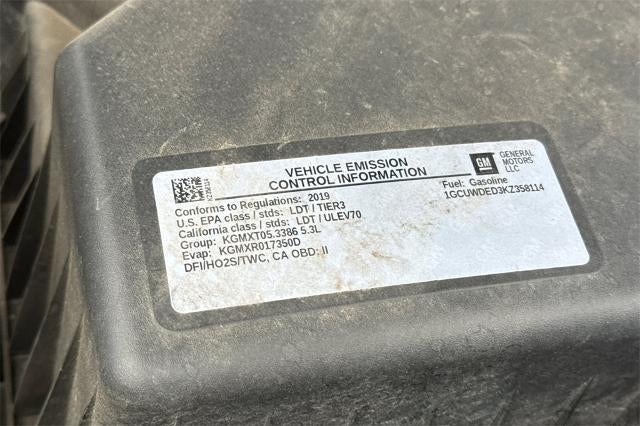 VEHICLE EMISSION
CONTROL INFORMATION
GM
GENERAL
MOTORS
LLC
Conforms to Regulations: 2019
U.S. EPA class / stds: LDT / TIER3
California class / stds: LDT / ULEV70
Group: KGMXT05.3386 5.3L
Evap: KGMXR017350D
DFI/HO2S/TWC, CA OBD: II
Fuel: Gasoline
1GCUWDED3KZ358114